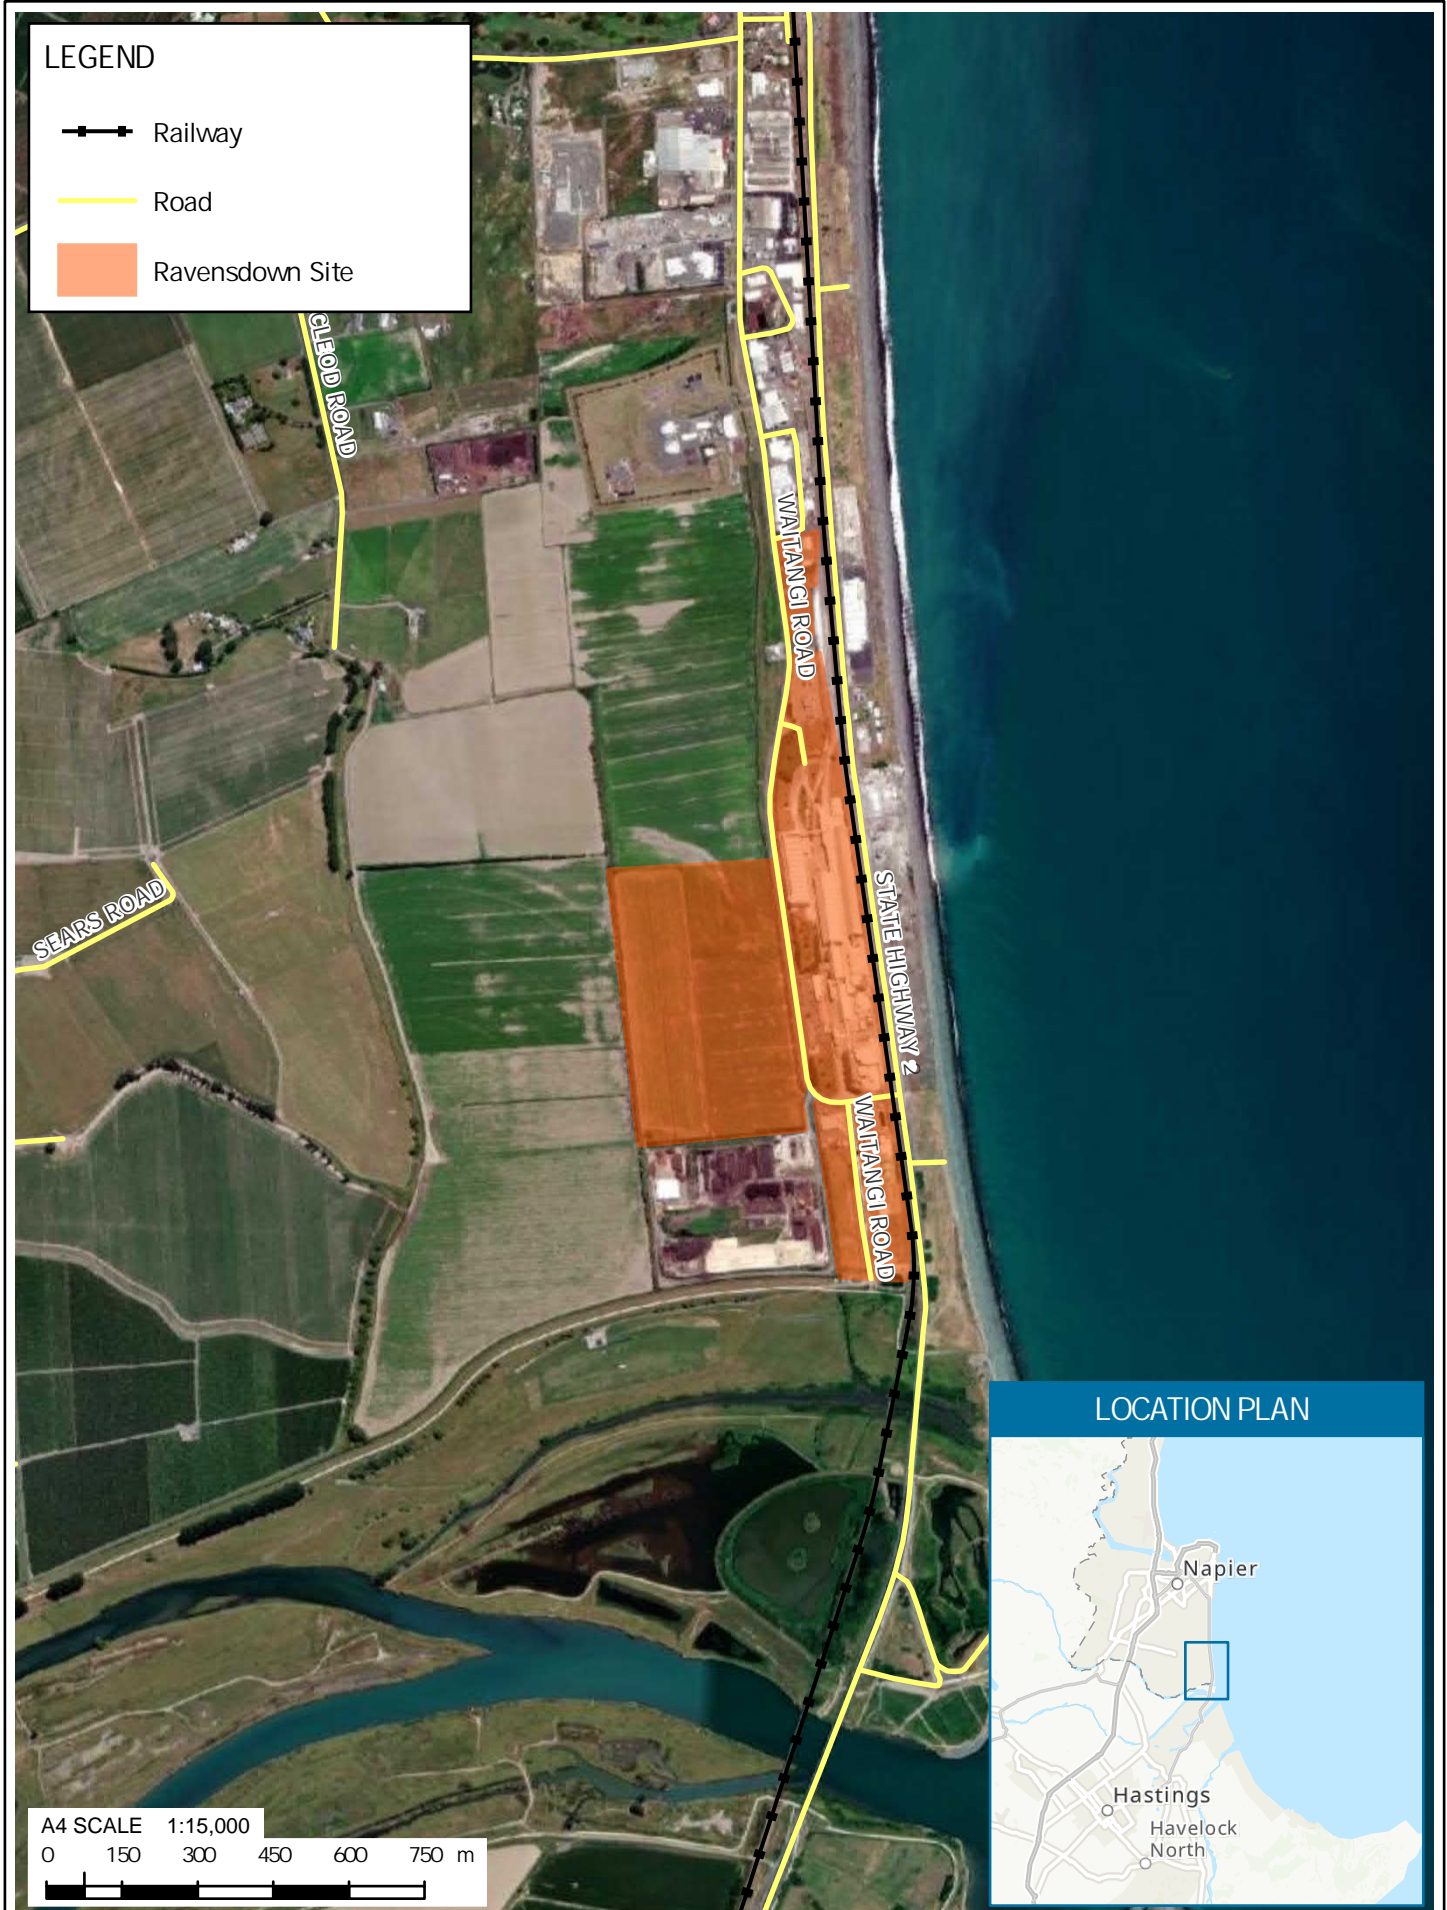 LEGEND
Railway
Road
Ravensdown Site
CLEOD ROAD
WAITANGI ROAD
SEARS ROAD
STATE HIGHWAY 2
WAITANGI ROAD
LOCATION PLAN
Napier
Hastings
Havelock
North
A4 SCALE 1:15,000
0 150 300 450 600 750 m